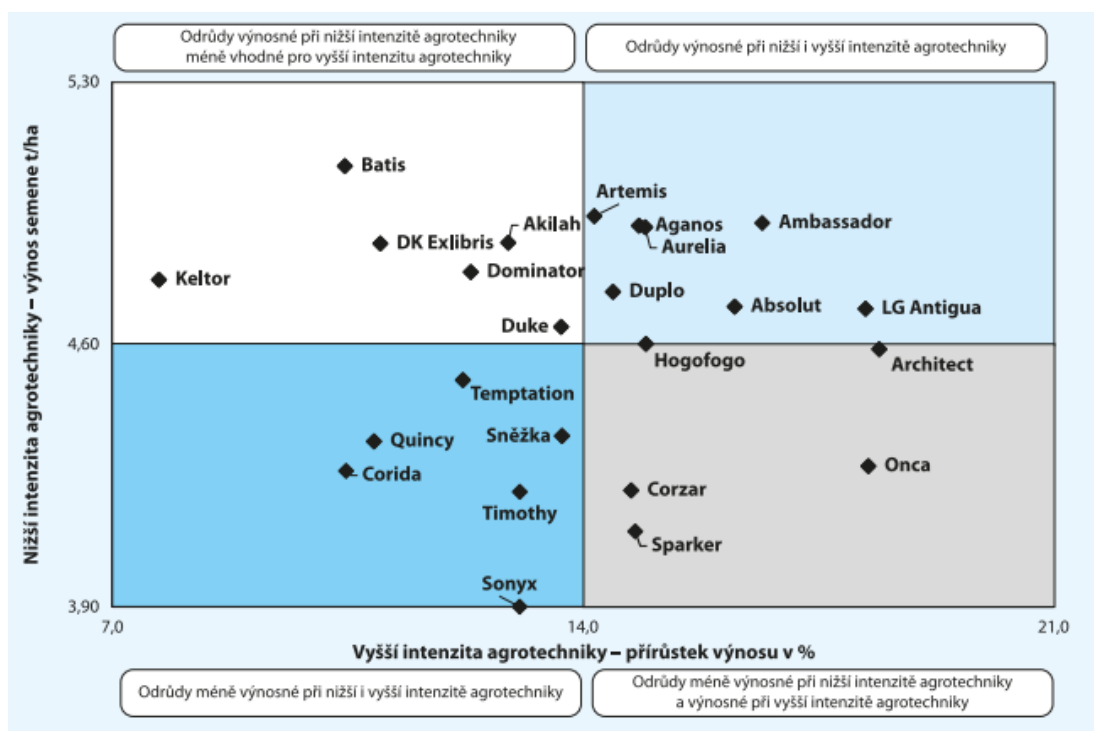 Odrůdy výnosné při nižší intenzitě agrotechniky
méně vhodné pro vyšší intenzitu agrotechniky
Odrůdy výnosné při nižší i vyšší intenzitě agrotechniky
5,30
Nižší intenzita agrotechniky – výnos semene t/ha
Batis
Artemis
Akilah
Aganos
Ambassador
DK Exlibris
Aurelia
Keltor
Dominator
Duplo
Absolut
LG Antigua
Duke
4,60
Hogofogo
Architect
Temptation
Quincy
Sněžka
Corida
Onca
Timothy
Corzar
Sparker
Sonyx
3,90
7,0
14,0
21,0
Vyšší intenzita agrotechniky – přírůstek výnosu v %
Odrůdy méně výnosné při nižší i vyšší intenzitě agrotechniky
Odrůdy méně výnosné při nižší intenzitě agrotechniky
a výnosné při vyšší intenzitě agrotechniky